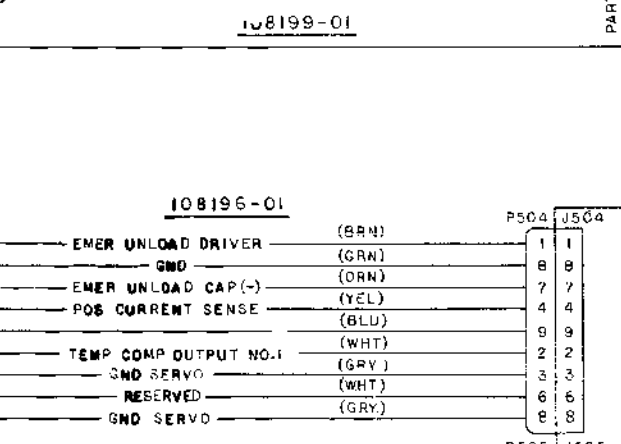 108199-01
PART
108196-01
P504 J504
EMER UNLOAD DRIVER (BRN) 1 1
GND (GRN) 8 8
EMER UNLOAD CAP(-) (ORN) 7 7
POS CURRENT SENSE (YEL) 4 4
(BLU) 9 9
TEMP COMP OUTPUT NO.1 (WHT) 2 2
GND SERVO (GRY) 3 3
RESERVED (WHT) 6 6
GND SERVO (GRY) 8 8